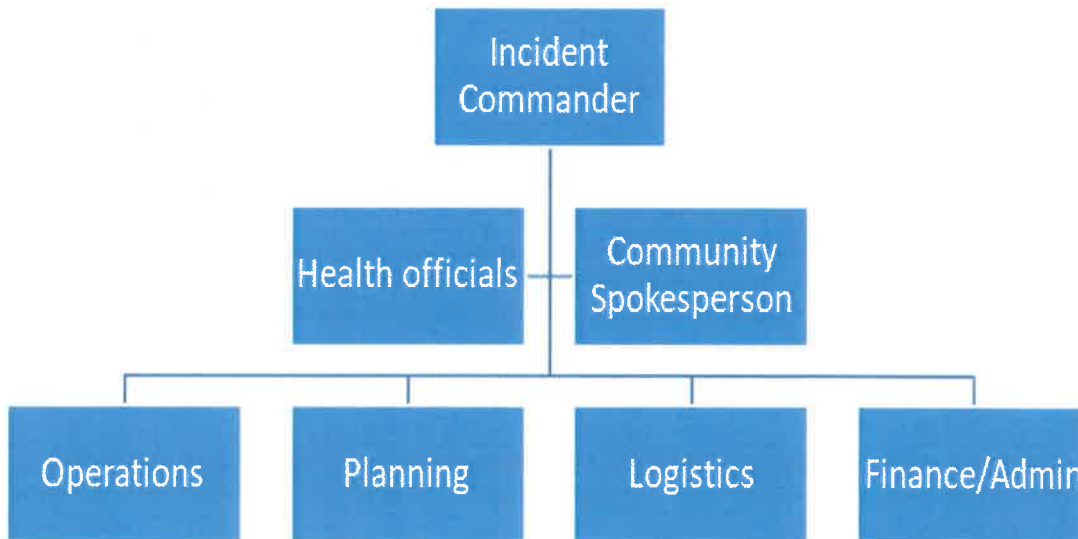 Incident
Commander
Health officials
Community
Spokesperson
Operations
Planning
Logistics
Finance/Admin